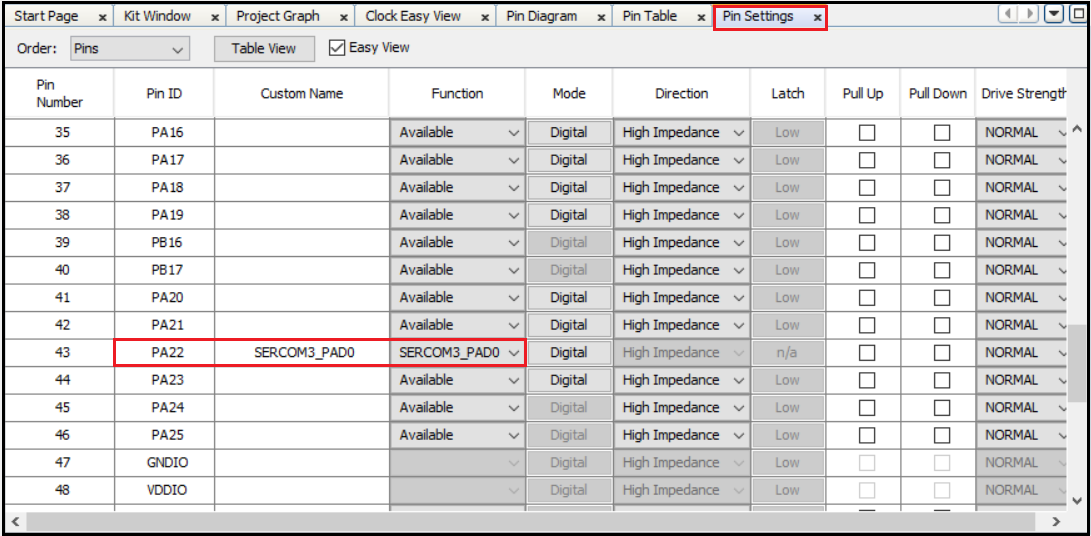 Start Page x Kit Window x Project Graph x Clock Easy View x Pin Diagram x Pin Table x Pin Settings x
Order: Pins Table View Easy View
Pin Number Pin ID Custom Name Function Mode Direction Latch Pull Up Pull Down Drive Strength
35 PA16 Available Digital High Impedance Low NORMAL
36 PA17 Available Digital High Impedance Low NORMAL
37 PA18 Available Digital High Impedance Low NORMAL
38 PA19 Available Digital High Impedance Low NORMAL
39 PB16 Available Digital High Impedance Low NORMAL
40 PB17 Available Digital High Impedance Low NORMAL
41 PA20 Available Digital High Impedance Low NORMAL
42 PA21 Available Digital High Impedance Low NORMAL
43 PA22 SERCOM3_PAD0 SERCOM3_PAD0 Digital High Impedance n/a NORMAL
44 PA23 Available Digital High Impedance Low NORMAL
45 PA24 Available Digital High Impedance Low NORMAL
46 PA25 Available Digital High Impedance Low NORMAL
47 GNDIO Digital High Impedance Low NORMAL
48 VDDIO Digital High Impedance Low NORMAL